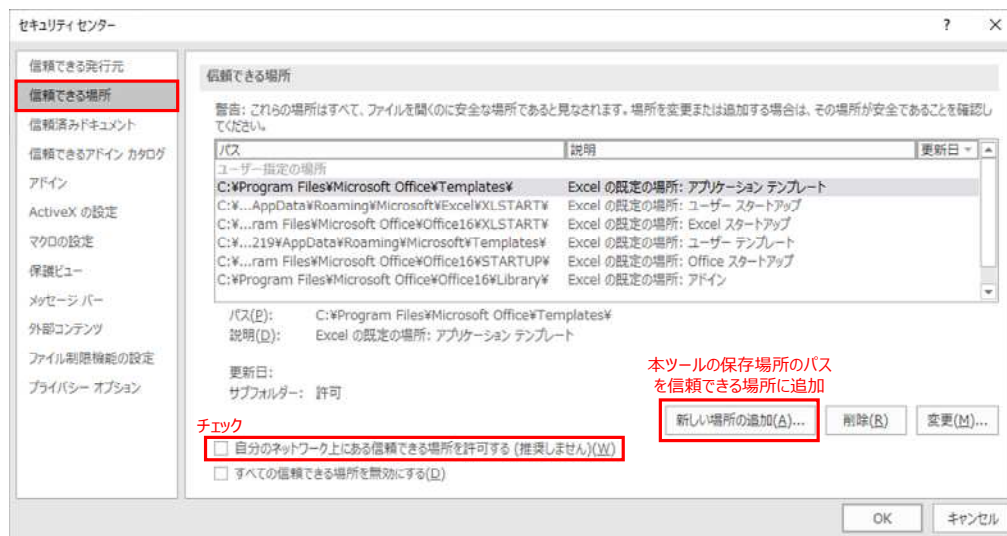 セキュリティ センター
? ×
信頼できる発行元
信頼できる場所
信頼済みドキュメント
信頼できるアドイン カタログ
アドイン
ActiveX の設定
マクロの設定
保護ビュー
メッセージ バー
外部コンテンツ
ファイル制限機能の設定
プライバシー オプション
信頼できる場所
警告: これらの場所はすべて、ファイルを開くのに安全な場所であると見なされます。場所を変更または追加する場合は、その場所が安全であることを確認し
てください。
パス 説明 更新日
ユーザー指定の場所
C:¥Program Files¥Microsoft Office¥Templates¥ Excel の既定の場所: アプリケーション テンプレート
C:¥...AppData¥Roaming¥Microsoft¥Excel¥XLSTART¥ Excel の既定の場所: ユーザー スタートアップ
C:¥...ram Files¥Microsoft Office¥Office16¥XLSTART¥ Excel の既定の場所: Excel スタートアップ
C:¥...219¥AppData¥Roaming¥Microsoft¥Templates¥ Excel の既定の場所: ユーザー テンプレート
C:¥...ram Files¥Microsoft Office¥Office16¥STARTUP¥ Excel の既定の場所: Office スタートアップ
C:¥Program Files¥Microsoft Office¥Office16¥Library¥ Excel の既定の場所: アドイン
パス(P): C:¥Program Files¥Microsoft Office¥Templates¥
説明(D): Excel の既定の場所: アプリケーション テンプレート
更新日:
サブフォルダー: 許可
本ツールの保存場所のパス
を信頼できる場所に追加
新しい場所の追加(A)... 削除(R) 変更(M)...
チェック
自分のネットワーク上にある信頼できる場所を許可する (推奨しません)(W)
すべての信頼できる場所を無効にする(D)
OK キャンセル